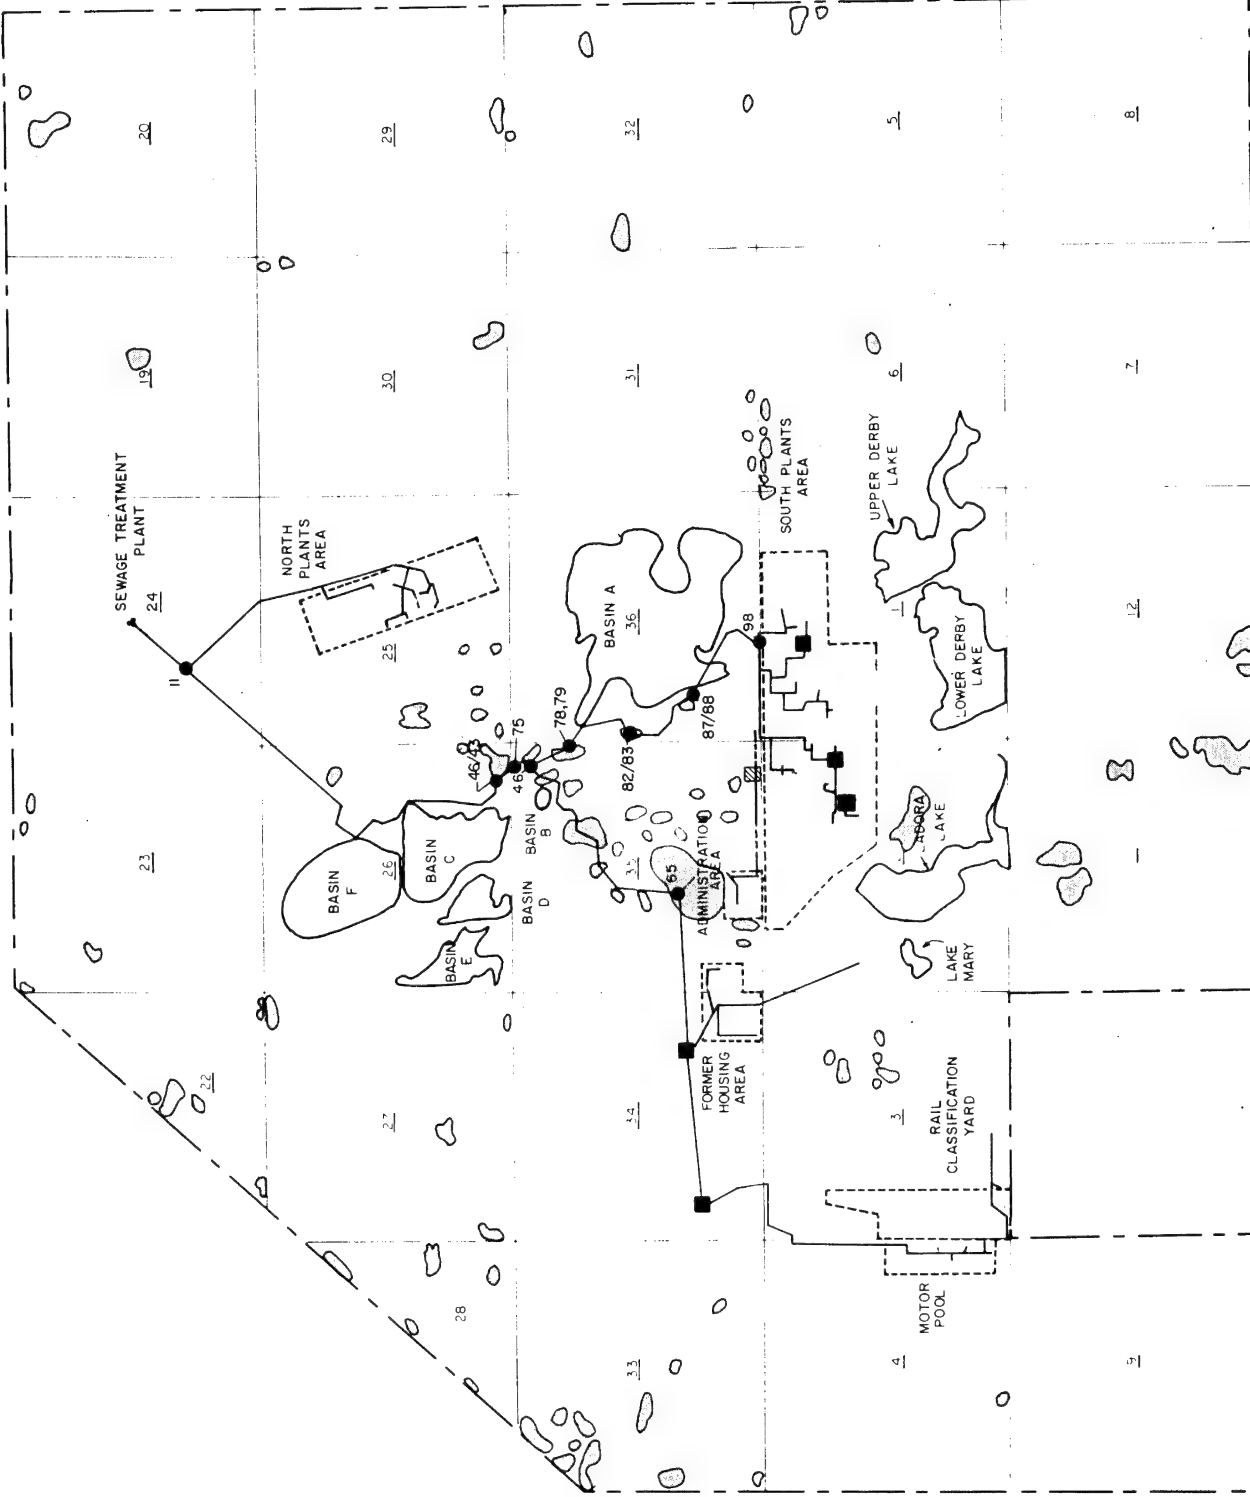 SEWAGE TREATMENT
PLANT
24
11
NORTH
PLANTS
AREA
25
19
20
30
29
23
26
BASIN
F
BASIN
C
BASIN
E
BASIN
D
BASIN
B
46/43
46
75
78,79
82/83
87/88
98
BASIN A
36
31
32
SOUTH PLANTS
AREA
22
27
28
35
65
ADMINISTRATION
AREA
34
33
FORMER
HOUSING
AREA
UPPER DERBY
LAKE
LOWER DERBY
LAKE
LADORA
LAKE
LAKE
MARY
1
6
5
3
4
RAIL
CLASSIFICATION
YARD
MOTOR
POOL
12
7
8
9